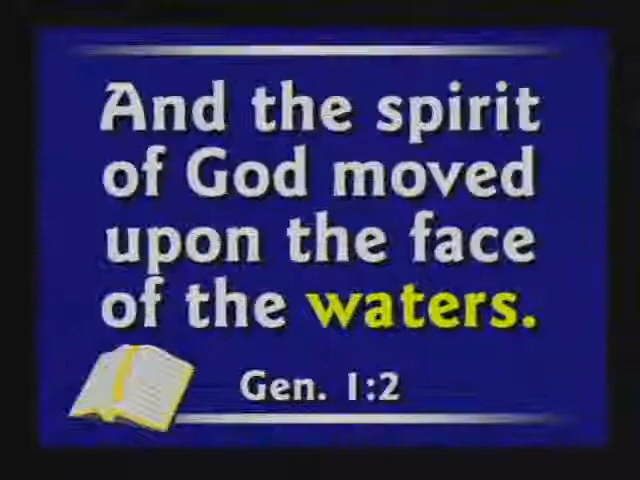 And the spirit
of God moved
upon the face
of the waters.
Gen. 1:2